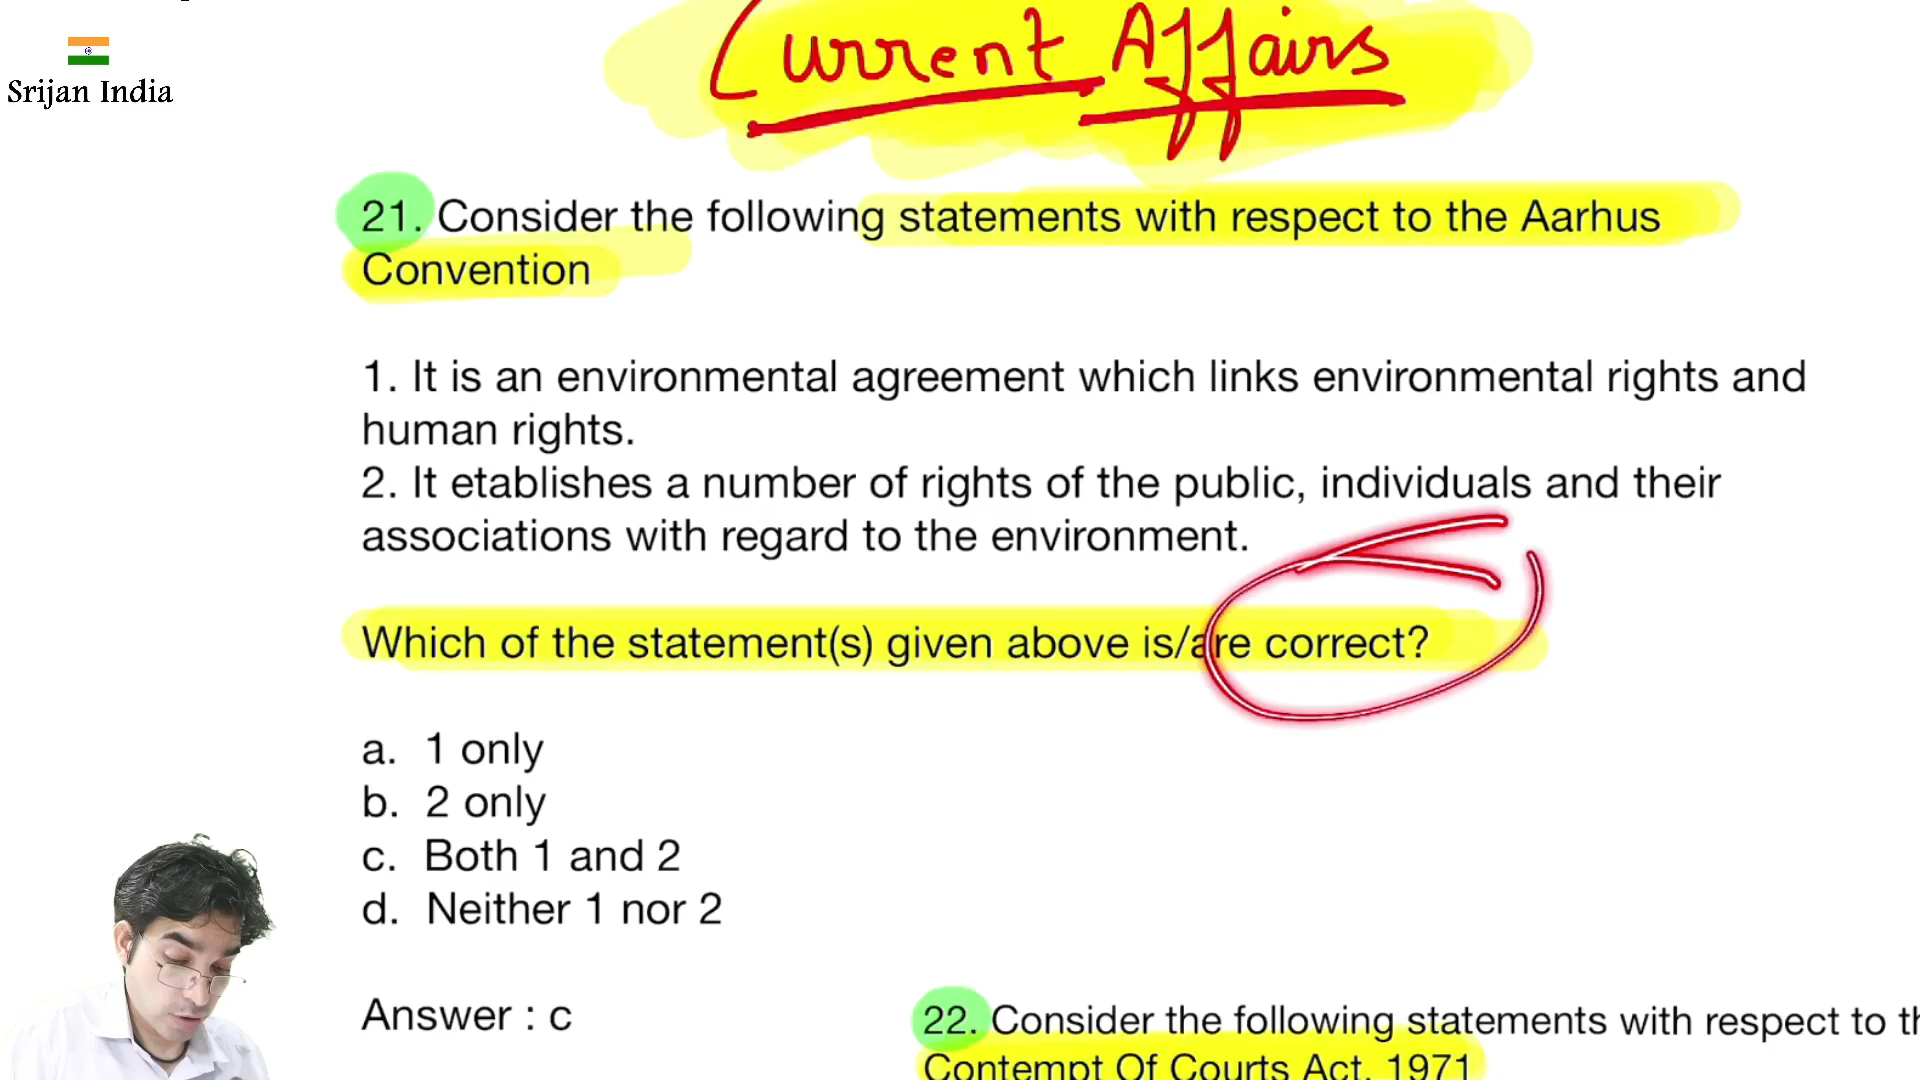 Current Affairs
Srijan India
21. Consider the following statements with respect to the Aarhus
Convention
1. It is an environmental agreement which links environmental rights and
human rights.
2. It etablishes a number of rights of the public, individuals and their
associations with regard to the environment.
Which of the statement(s) given above is/are correct?
a. 1 only
b. 2 only
c. Both 1 and 2
d. Neither 1 nor 2
Answer : c
22. Consider the following statements with respect to
Contempt Of Courts Act, 1971